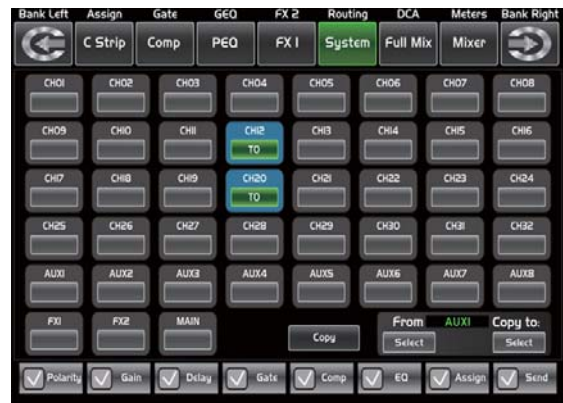 Bank Left Assign Gate GEQ FX 2 Routing DCA Meters Bank Right
C Strip Comp PEQ FX 1 System Full Mix Mixer
CH01 CH02 CH03 CH04 CH05 CH06 CH07 CH08
CH09 CH10 CH11 CH12 CH13 CH14 CH15 CH16
TO
CH17 CH18 CH19 CH20 CH21 CH22 CH23 CH24
TO
CH25 CH26 CH27 CH28 CH29 CH30 CH31 CH32
AUX1 AUX2 AUX3 AUX4 AUX5 AUX6 AUX7 AUX8
FX1 FX2 MAIN From AUX1 Copy to:
Copy Select Select
Polarity Gain Delay Gate Comp EQ Assign Send